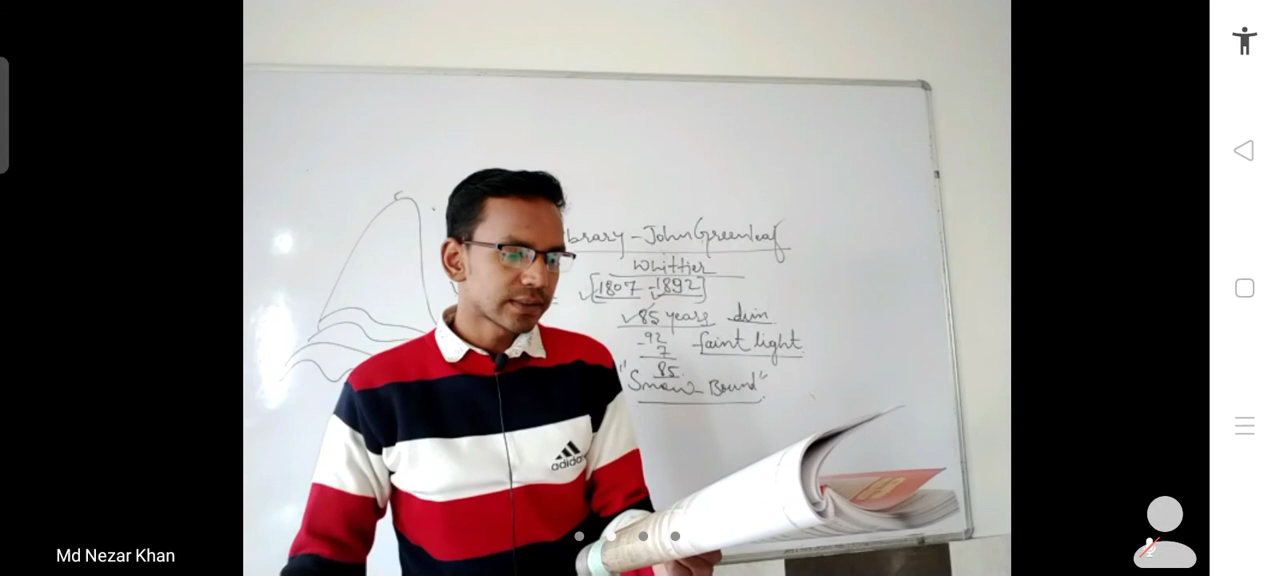 ibrary - John Greenleaf
Whittier
[1807 - 1892]
85 years dim
92 faint light
7
85
"Snow-Bound"
adidas
Md Nezar Khan